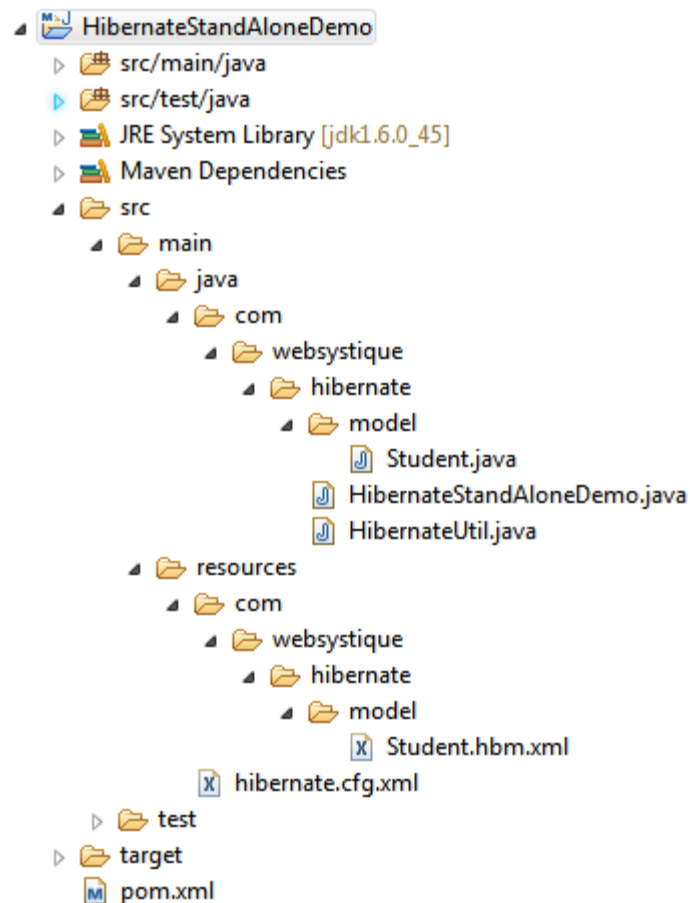 HibernateStandAloneDemo
src/main/java
src/test/java
JRE System Library [jdk1.6.0_45]
Maven Dependencies
src
main
java
com
websystique
hibernate
model
Student.java
HibernateStandAloneDemo.java
HibernateUtil.java
resources
com
websystique
hibernate
model
Student.hbm.xml
hibernate.cfg.xml
test
target
pom.xml